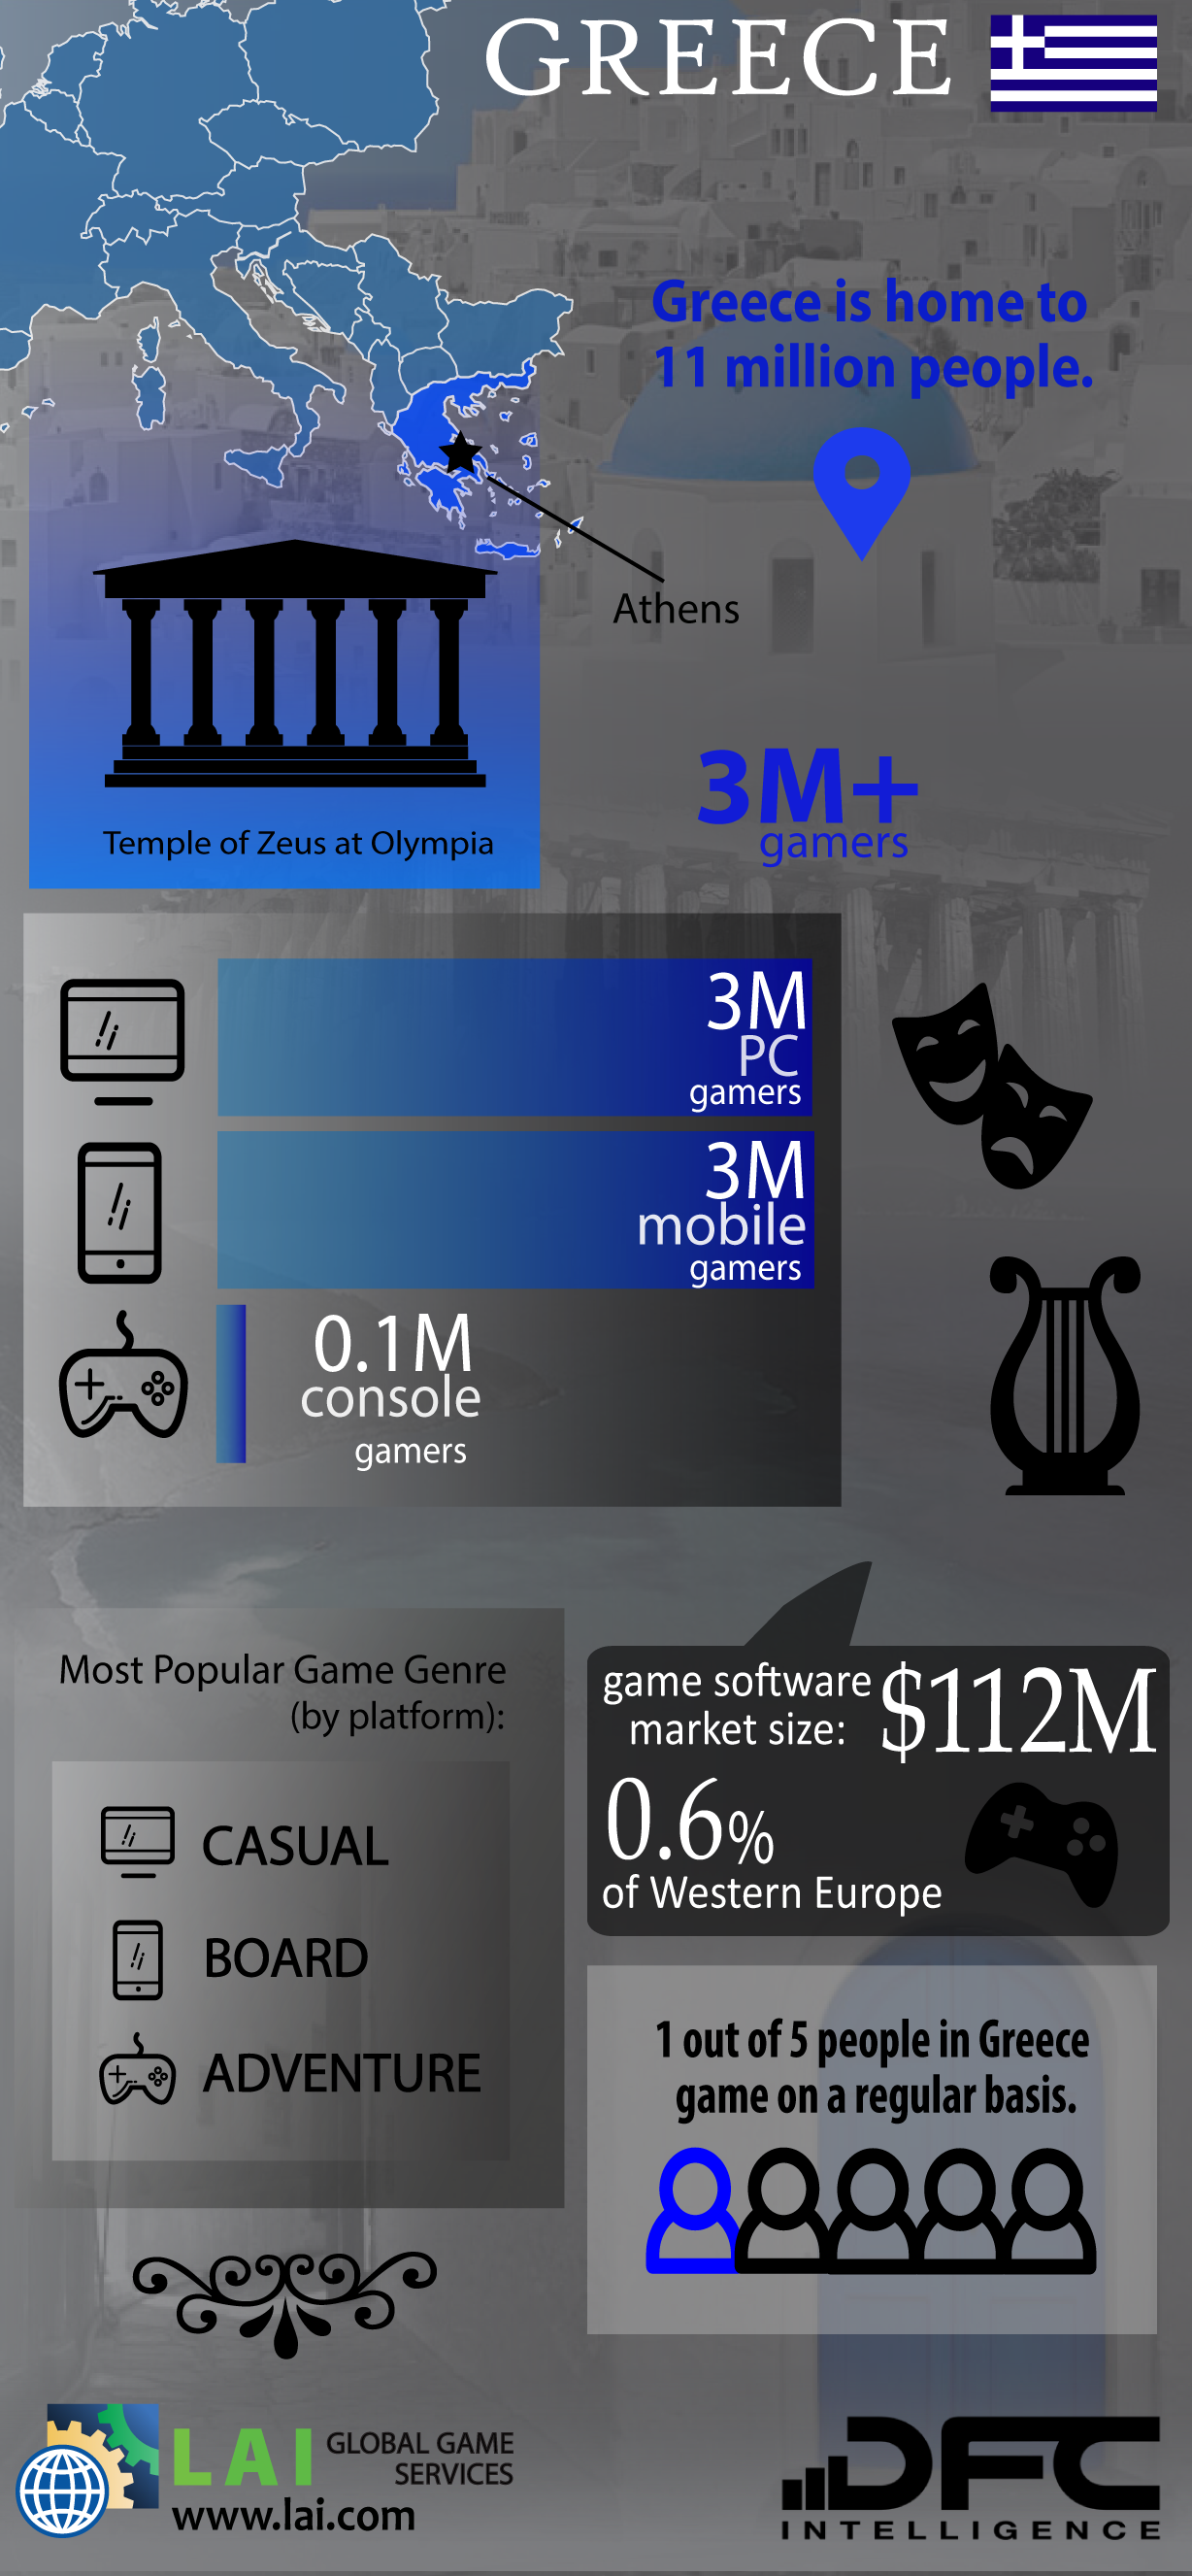 GREECE
Greece is home to
11 million people.
Athens
Temple of Zeus at Olympia
3M+
gamers
3M
PC
gamers
3M
mobile
gamers
0.1M
console
gamers
Most Popular Game Genre
(by platform):
CASUAL
BOARD
ADVENTURE
game software
market size: $112M
0.6%
of Western Europe
1 out of 5 people in Greece
game on a regular basis.
LAI GLOBAL GAME
SERVICES
www.lai.com
DFC
INTELLIGENCE